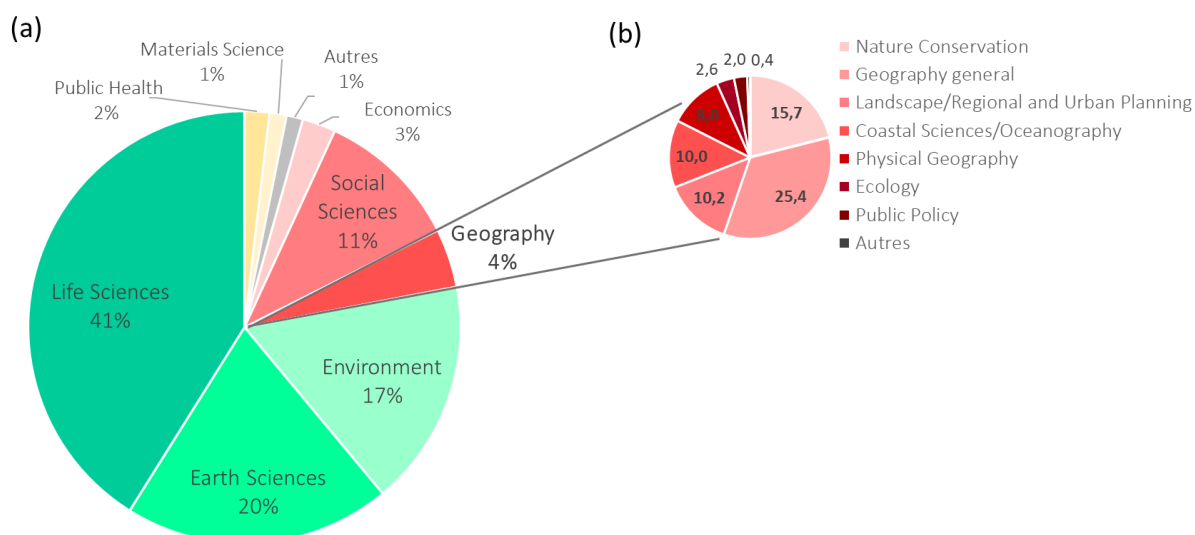 (a)
Materials Science
1%
Autres
1%
Public Health
2%
Economics
3%
Social
Sciences
11%
Geography
4%
Life Sciences
41%
Environment
17%
Earth Sciences
20%
(b)
2,6
2,0
0,4
15,7
8,0
10,0
10,2
25,4
Nature Conservation
Geography general
Landscape/Regional and Urban Planning
Coastal Sciences/Oceanography
Physical Geography
Ecology
Public Policy
Autres